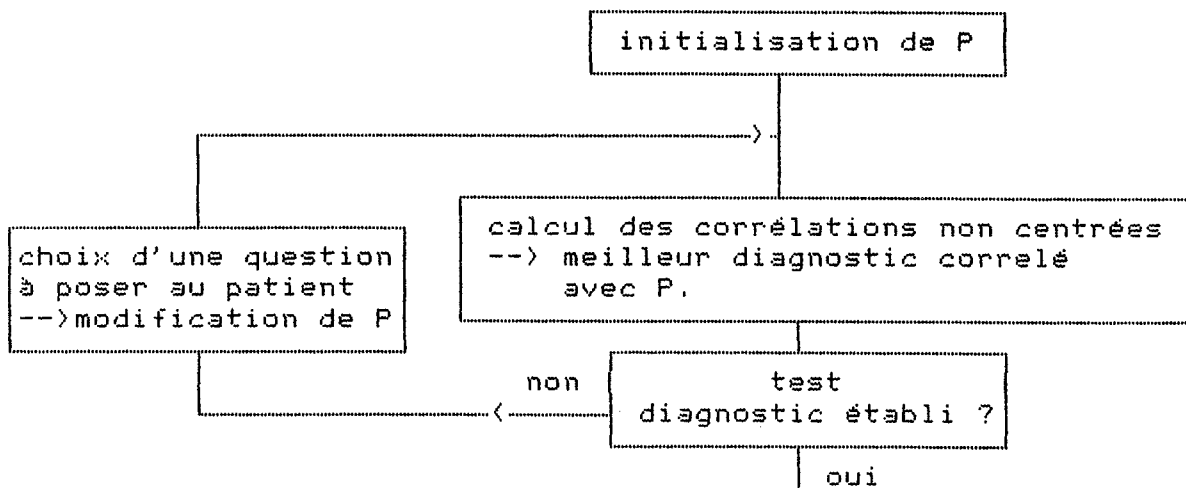 initialisation de P
calcul des corrélations non centrées
--> meilleur diagnostic correlé
avec P.
choix d'une question
à poser au patient
-->modification de P
non
test
diagnostic établi ?
oui